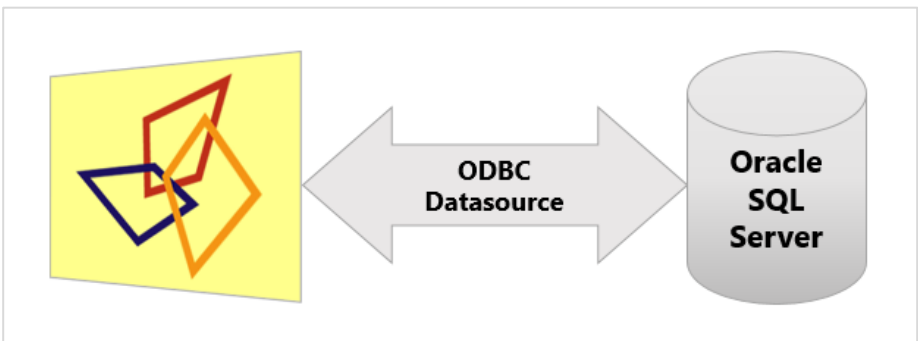 ODBC
Datasource
Oracle
SQL
Server